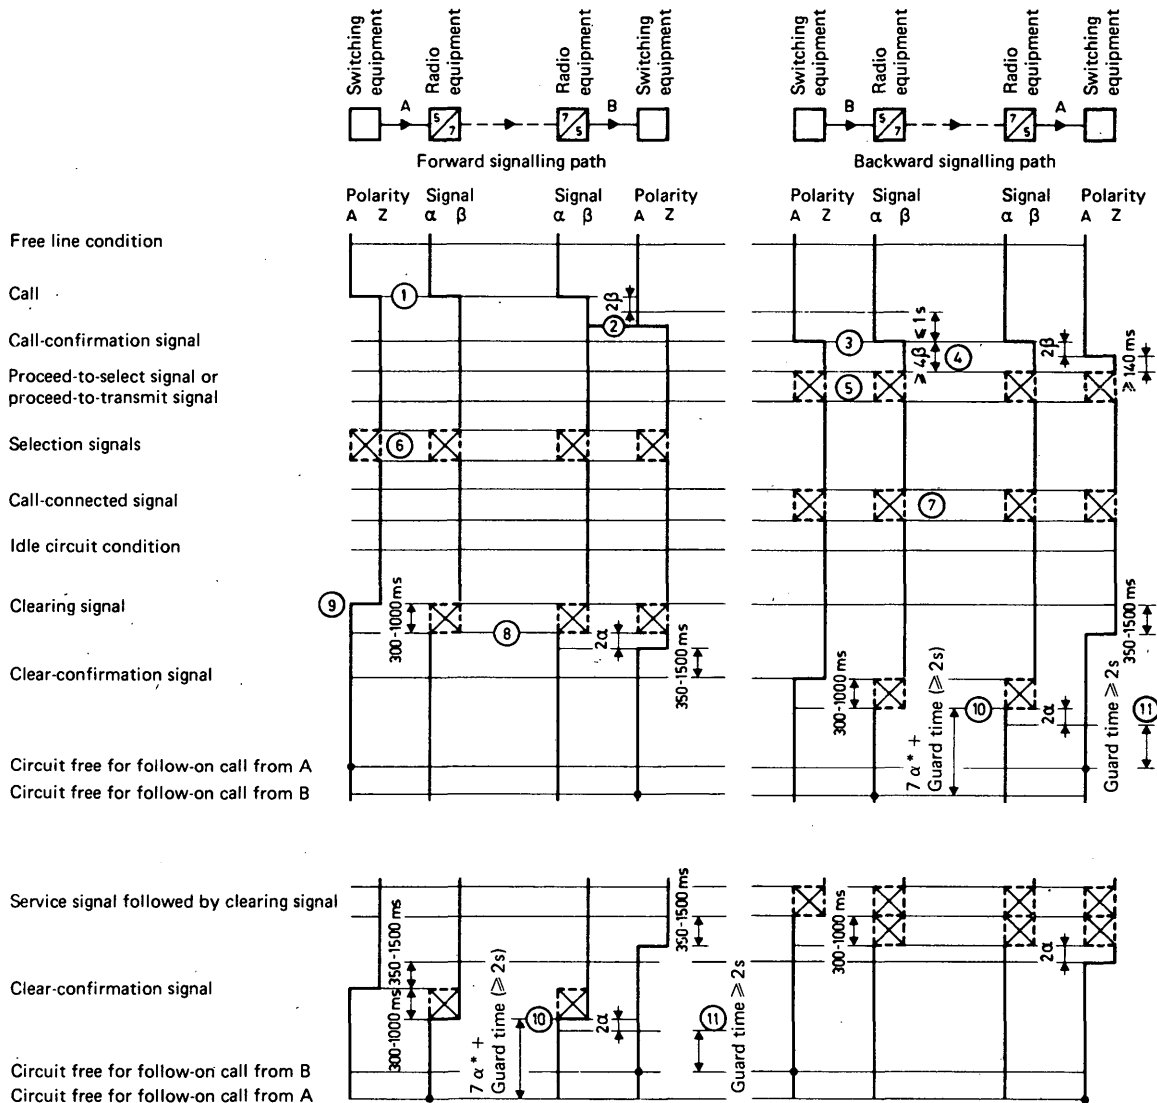 Switching equipment
Radio equipment
Radio equipment
Switching equipment
Switching equipment
Radio equipment
Radio equipment
Switching equipment
A
5/7
7/5
B
B
5/7
7/5
A
Forward signalling path
Backward signalling path
Polarity
Signal
Signal
Polarity
Polarity
Signal
Signal
Polarity
A Z
α β
α β
A Z
A Z
α β
α β
A Z
Free line condition
Call
1
2β
2
Call-confirmation signal
⩽ 1 s
3
⩾ 4β
4
2β
⩾ 140 ms
Proceed-to-select signal or
proceed-to-transmit signal
5
Selection signals
6
Call-connected signal
7
Idle circuit condition
Clearing signal
9
300-1000 ms
8
2α
350-1500 ms
350-1500 ms
Clear-confirmation signal
300-1000 ms
7 α* +
Guard time (⩾ 2s)
10
2α
Guard time ⩾ 2s
11
Circuit free for follow-on call from A
Circuit free for follow-on call from B
Service signal followed by clearing signal
350-1500 ms
350-1500 ms
300-1000 ms
2α
Clear-confirmation signal
300-1000 ms
7 α* +
Guard time (⩾ 2s)
10
2α
11
Guard time ⩾ 2s
Circuit free for follow-on call from B
Circuit free for follow-on call from A